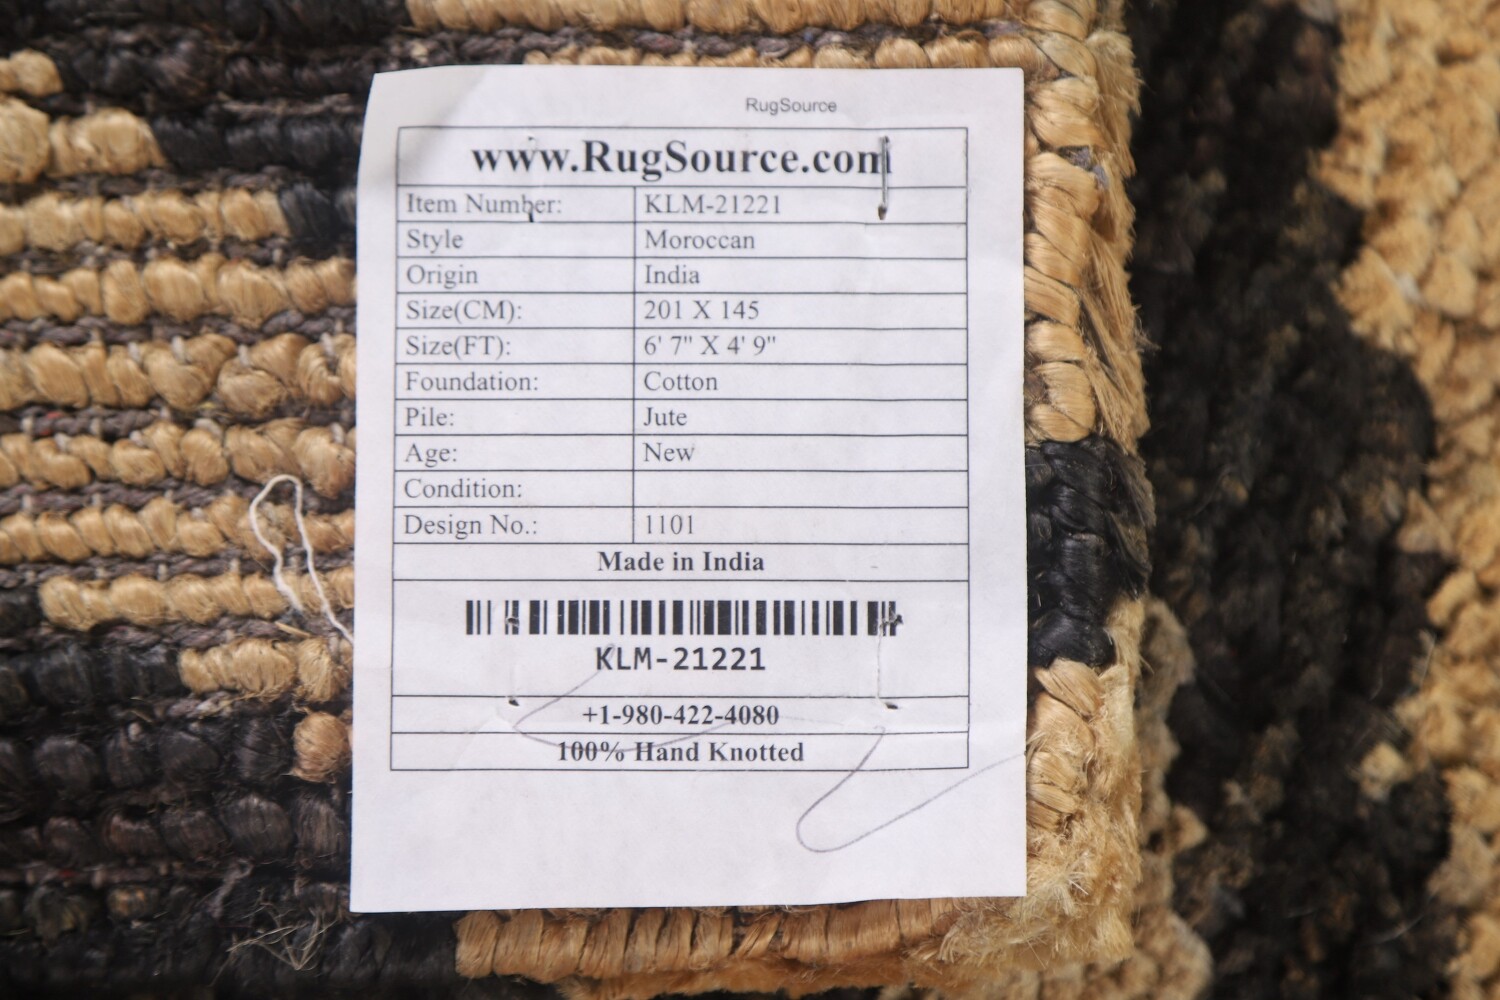 RugSource
www.RugSource.com
Item Number: KLM-21221
Style Moroccan
Origin India
Size(CM): 201 X 145
Size(FT): 6' 7" X 4' 9"
Foundation: Cotton
Pile: Jute
Age: New
Condition:
Design No.: 1101
Made in India
KLM-21221
+1-980-422-4080
100% Hand Knotted